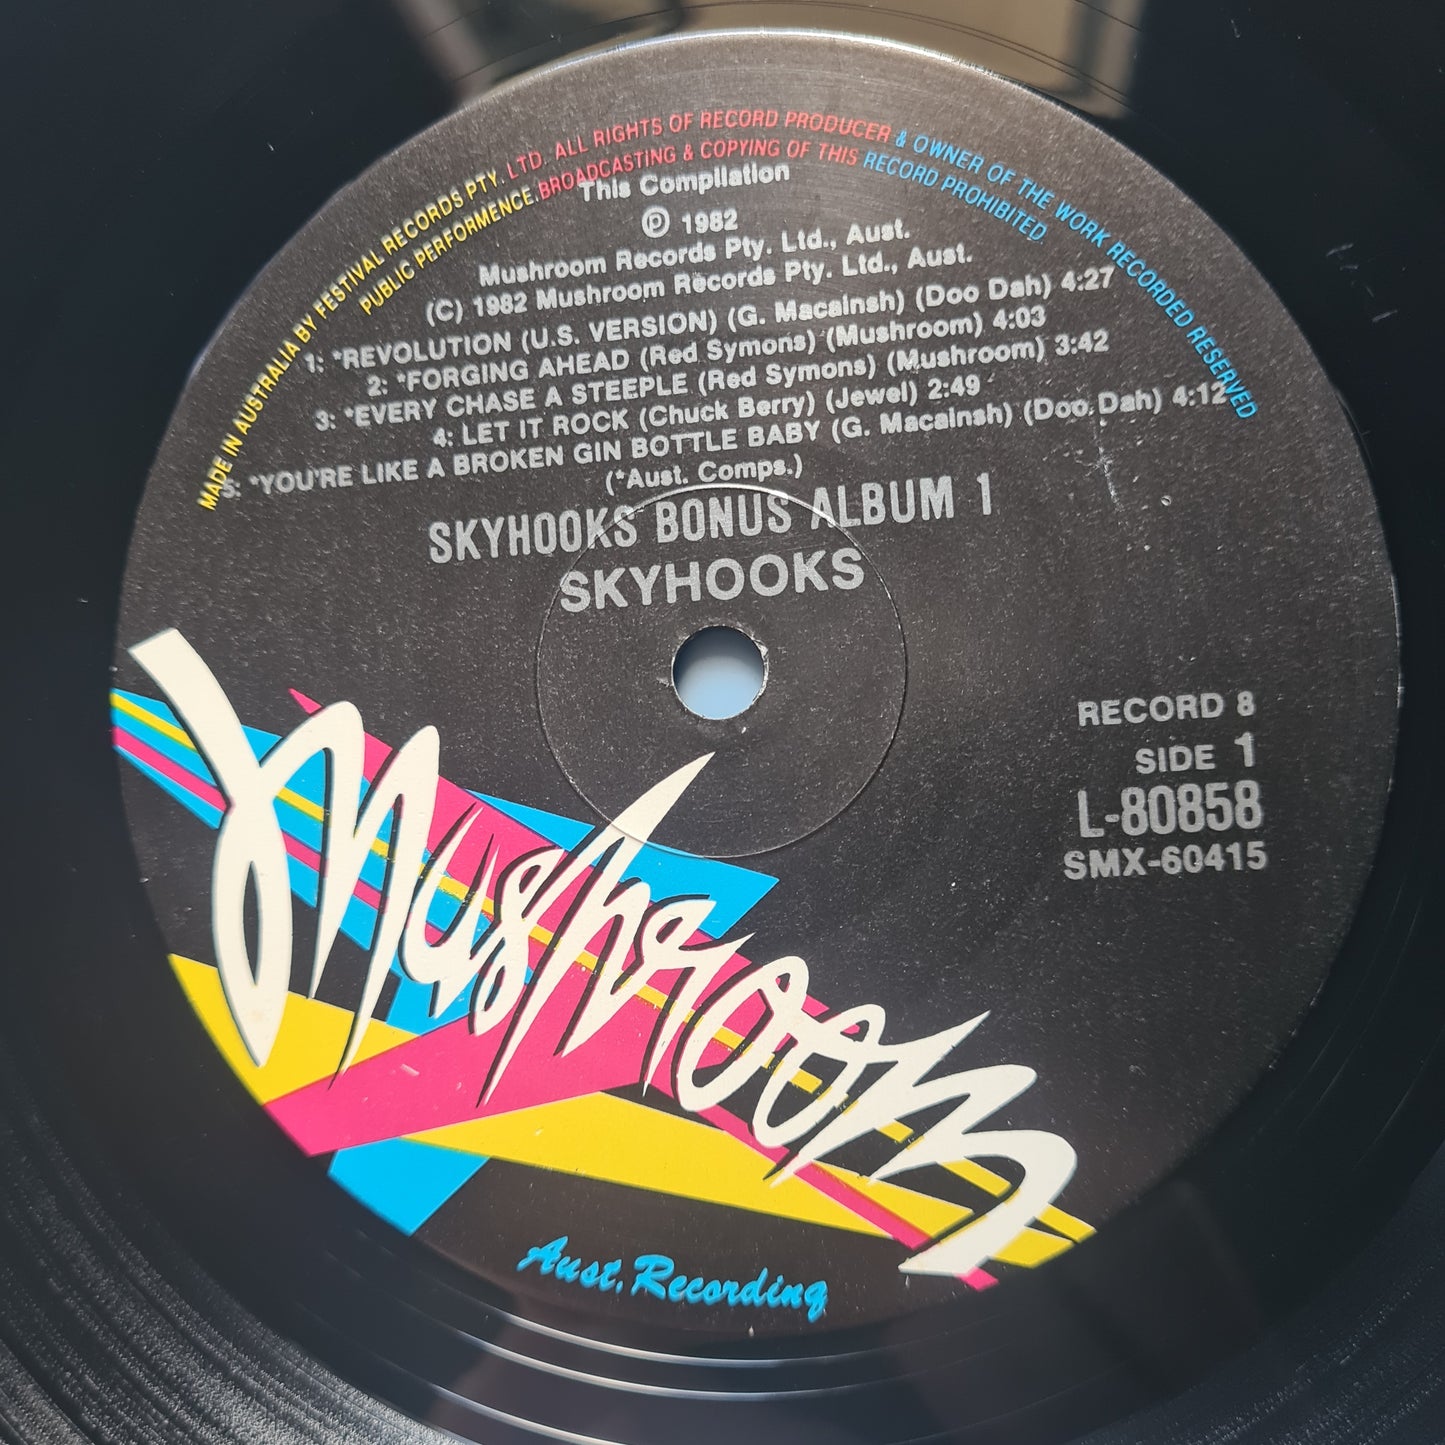 MADE IN AUSTRALIA BY FESTIVAL RECORDS PTY. LTD. ALL RIGHTS OF RECORD PRODUCER & OWNER OF THE WORK RECORDED RESERVED
PUBLIC PERFORMENCE. BROADCASTING & COPYING OF THIS RECORD PROHIBITED.
This Compilation
℗ 1982
Mushroom Records Pty. Ltd., Aust.
(C) 1982 Mushroom Records Pty. Ltd., Aust.
1: *REVOLUTION (U.S. VERSION) (G. Macainsh) (Doo Dah) 4:27
2: *FORGING AHEAD (Red Symons) (Mushroom) 4:03
3: *EVERY CHASE A STEEPLE (Red Symons) (Mushroom) 3:42
4: LET IT ROCK (Chuck Berry) (Jewel) 2:49
5: *YOU'RE LIKE A BROKEN GIN BOTTLE BABY (G. Macainsh) (Doo Dah) 4:12
(*Aust. Comps.)
SKYHOOKS BONUS ALBUM 1
SKYHOOKS
RECORD 8
SIDE 1
L-80858
SMX-60415
Mushroom
Aust. Recording